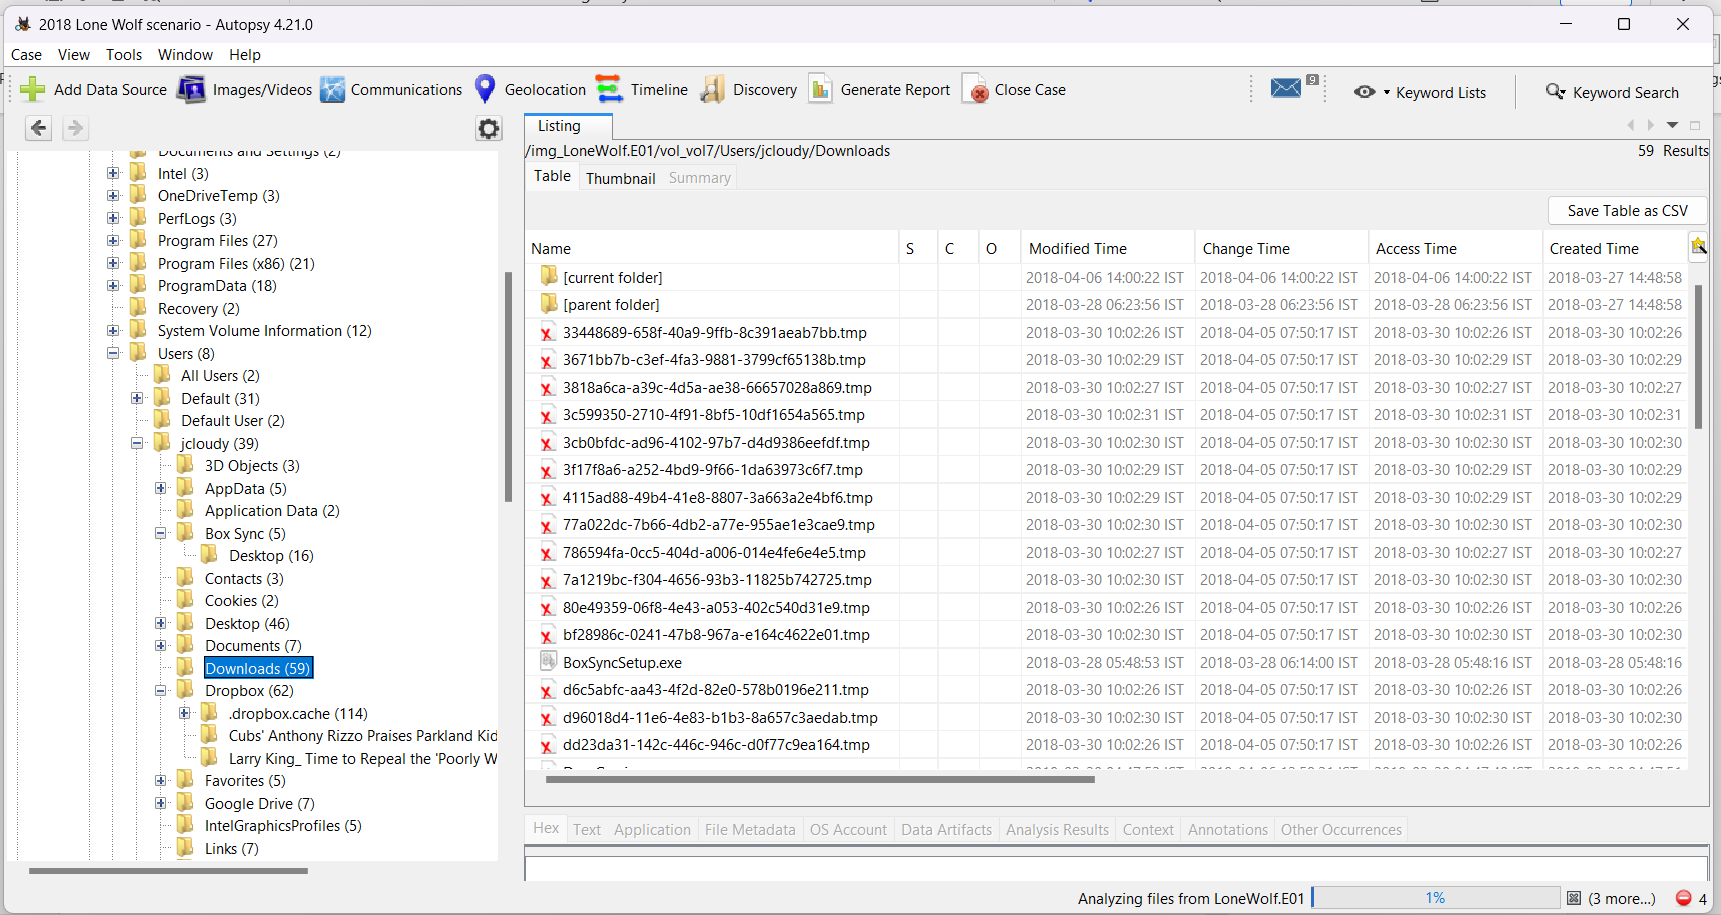 2018 Lone Wolf scenario - Autopsy 4.21.0
Case View Tools Window Help
Add Data Source Images/Videos Communications Geolocation Timeline Discovery Generate Report Close Case 9 Keyword Lists Keyword Search
Documents and Settings (2)
Intel (3)
OneDriveTemp (3)
PerfLogs (3)
Program Files (27)
Program Files (x86) (21)
ProgramData (18)
Recovery (2)
System Volume Information (12)
Users (8)
All Users (2)
Default (31)
Default User (2)
jcloudy (39)
3D Objects (3)
AppData (5)
Application Data (2)
Box Sync (5)
Desktop (16)
Contacts (3)
Cookies (2)
Desktop (46)
Documents (7)
Downloads (59)
Dropbox (62)
.dropbox.cache (114)
Cubs' Anthony Rizzo Praises Parkland Kid
Larry King_ Time to Repeal the 'Poorly W
Favorites (5)
Google Drive (7)
IntelGraphicsProfiles (5)
Links (7)
Listing
/img_LoneWolf.E01/vol_vol7/Users/jcloudy/Downloads 59 Results
Table Thumbnail Summary
Save Table as CSV
Name S C O Modified Time Change Time Access Time Created Time
[current folder] 2018-04-06 14:00:22 IST 2018-04-06 14:00:22 IST 2018-04-06 14:00:22 IST 2018-03-27 14:48:58
[parent folder] 2018-03-28 06:23:56 IST 2018-03-28 06:23:56 IST 2018-03-28 06:23:56 IST 2018-03-27 14:48:58
33448689-658f-40a9-9ffb-8c391aeab7bb.tmp 2018-03-30 10:02:26 IST 2018-04-05 07:50:17 IST 2018-03-30 10:02:26 IST 2018-03-30 10:02:26
3671bb7b-c3ef-4fa3-9881-3799cf65138b.tmp 2018-03-30 10:02:29 IST 2018-04-05 07:50:17 IST 2018-03-30 10:02:29 IST 2018-03-30 10:02:29
3818a6ca-a39c-4d5a-ae38-66657028a869.tmp 2018-03-30 10:02:27 IST 2018-04-05 07:50:17 IST 2018-03-30 10:02:27 IST 2018-03-30 10:02:27
3c599350-2710-4f91-8bf5-10df1654a565.tmp 2018-03-30 10:02:31 IST 2018-04-05 07:50:17 IST 2018-03-30 10:02:31 IST 2018-03-30 10:02:31
3cb0bfdc-ad96-4102-97b7-d4d9386eefdf.tmp 2018-03-30 10:02:30 IST 2018-04-05 07:50:17 IST 2018-03-30 10:02:30 IST 2018-03-30 10:02:30
3f17f8a6-a252-4bd9-9f66-1da63973c6f7.tmp 2018-03-30 10:02:29 IST 2018-04-05 07:50:17 IST 2018-03-30 10:02:29 IST 2018-03-30 10:02:29
4115ad88-49b4-41e8-8807-3a663a2e4bf6.tmp 2018-03-30 10:02:29 IST 2018-04-05 07:50:17 IST 2018-03-30 10:02:29 IST 2018-03-30 10:02:29
77a022dc-7b66-4db2-a77e-955ae1e3cae9.tmp 2018-03-30 10:02:30 IST 2018-04-05 07:50:17 IST 2018-03-30 10:02:30 IST 2018-03-30 10:02:30
786594fa-0cc5-404d-a006-014e4fe6e4e5.tmp 2018-03-30 10:02:27 IST 2018-04-05 07:50:17 IST 2018-03-30 10:02:27 IST 2018-03-30 10:02:27
7a1219bc-f304-4656-93b3-11825b742725.tmp 2018-03-30 10:02:30 IST 2018-04-05 07:50:17 IST 2018-03-30 10:02:30 IST 2018-03-30 10:02:30
80e49359-06f8-4e43-a053-402c540d31e9.tmp 2018-03-30 10:02:26 IST 2018-04-05 07:50:17 IST 2018-03-30 10:02:26 IST 2018-03-30 10:02:26
bf28986c-0241-47b8-967a-e164c4622e01.tmp 2018-03-30 10:02:30 IST 2018-04-05 07:50:17 IST 2018-03-30 10:02:30 IST 2018-03-30 10:02:30
BoxSyncSetup.exe 2018-03-28 05:48:53 IST 2018-03-28 06:14:00 IST 2018-03-28 05:48:16 IST 2018-03-28 05:48:16
d6c5abfc-aa43-4f2d-82e0-578b0196e211.tmp 2018-03-30 10:02:26 IST 2018-04-05 07:50:17 IST 2018-03-30 10:02:26 IST 2018-03-30 10:02:26
d96018d4-11e6-4e83-b1b3-8a657c3aedab.tmp 2018-03-30 10:02:30 IST 2018-04-05 07:50:17 IST 2018-03-30 10:02:30 IST 2018-03-30 10:02:30
dd23da31-142c-446c-946c-d0f77c9ea164.tmp 2018-03-30 10:02:26 IST 2018-04-05 07:50:17 IST 2018-03-30 10:02:26 IST 2018-03-30 10:02:26
Hex Text Application File Metadata OS Account Data Artifacts Analysis Results Context Annotations Other Occurrences
Analyzing files from LoneWolf.E01 1% (3 more...) 4